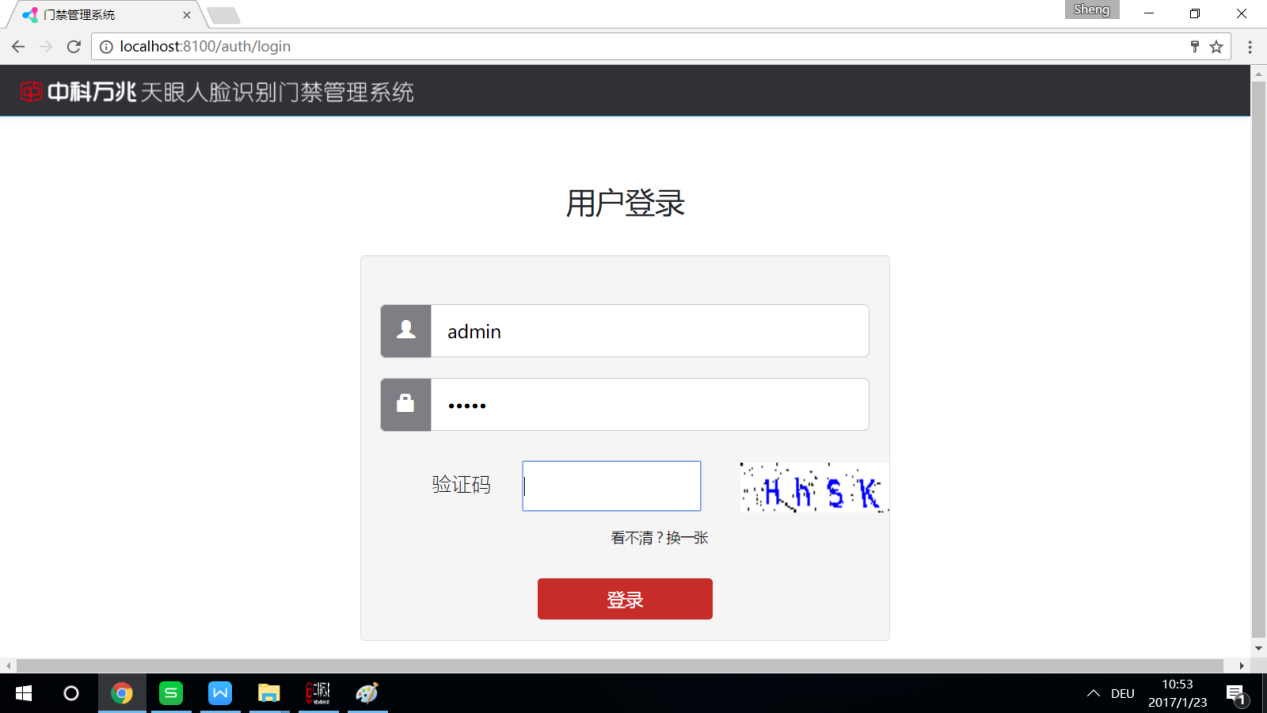 门禁管理系统
Sheng
localhost:8100/auth/login
中科万兆 天眼人脸识别门禁管理系统
用户登录
admin
•••••
验证码
HhSK
看不清？换一张
登录
DEU
10:53
2017/1/23
1